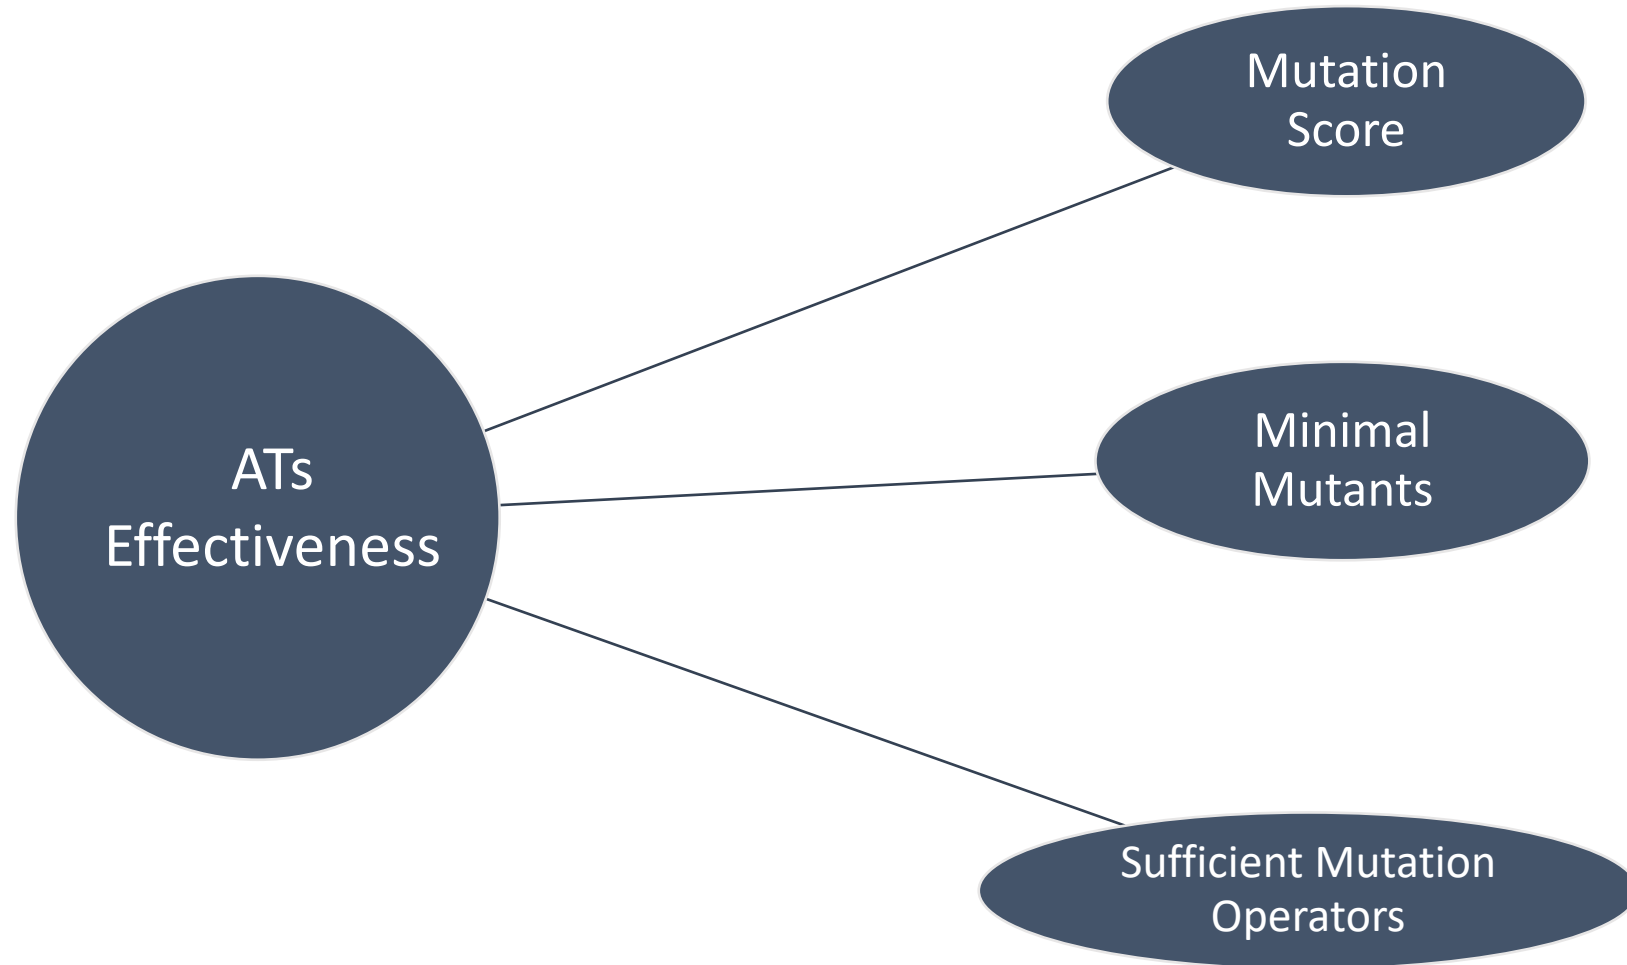 Mutation
Score
ATs
Effectiveness
Minimal
Mutants
Sufficient Mutation
Operators